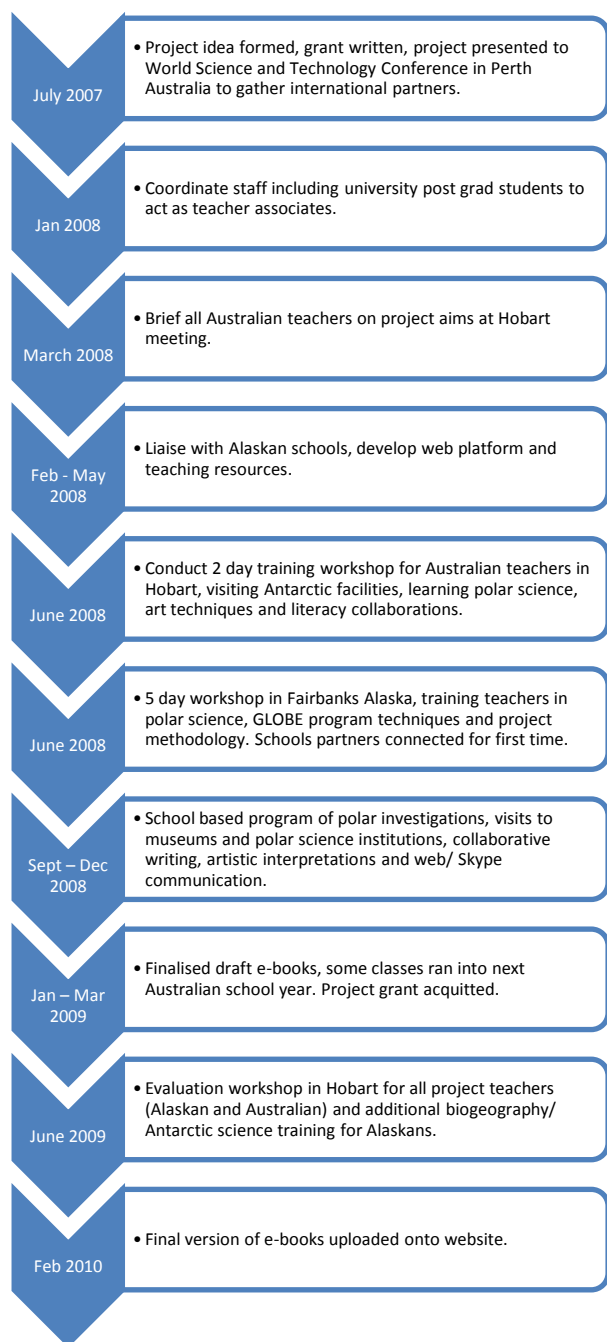 July 2007
• Project idea formed, grant written, project presented to
World Science and Technology Conference in Perth
Australia to gather international partners.
Jan 2008
• Coordinate staff including university post grad students to
act as teacher associates.
March 2008
• Brief all Australian teachers on project aims at Hobart
meeting.
Feb - May
2008
• Liaise with Alaskan schools, develop web platform and
teaching resources.
June 2008
• Conduct 2 day training workshop for Australian teachers in
Hobart, visiting Antarctic facilities, learning polar science,
art techniques and literacy collaborations.
June 2008
• 5 day workshop in Fairbanks Alaska, training teachers in
polar science, GLOBE program techniques and project
methodology. Schools partners connected for first time.
Sept – Dec
2008
• School based program of polar investigations, visits to
museums and polar science institutions, collaborative
writing, artistic interpretations and web/ Skype
communication.
Jan – Mar
2009
• Finalised draft e-books, some classes ran into next
Australian school year. Project grant acquitted.
June 2009
• Evaluation workshop in Hobart for all project teachers
(Alaskan and Australian) and additional biogeography/
Antarctic science training for Alaskans.
Feb 2010
• Final version of e-books uploaded onto website.